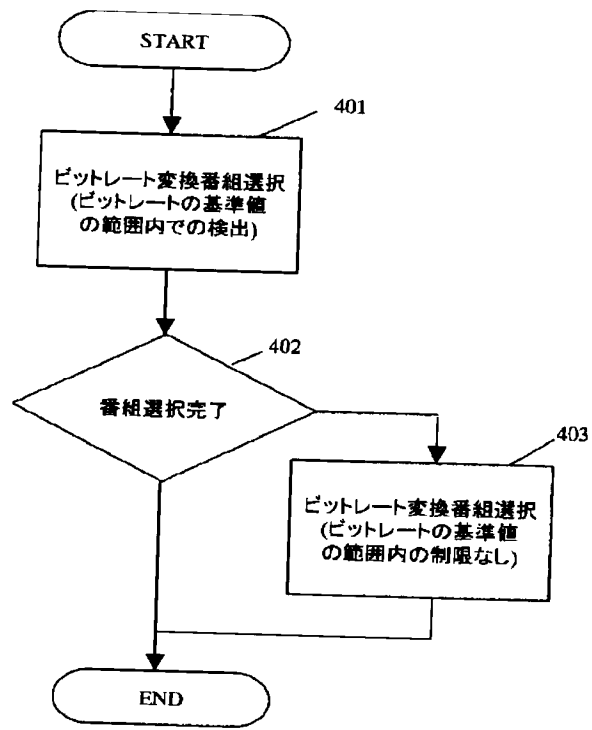 START
401
ビットレート変換番組選択
(ビットレートの基準値
の範囲内での検出)
402
番組選択完了
403
ビットレート変換番組選択
(ビットレートの基準値
の範囲内の制限なし)
END